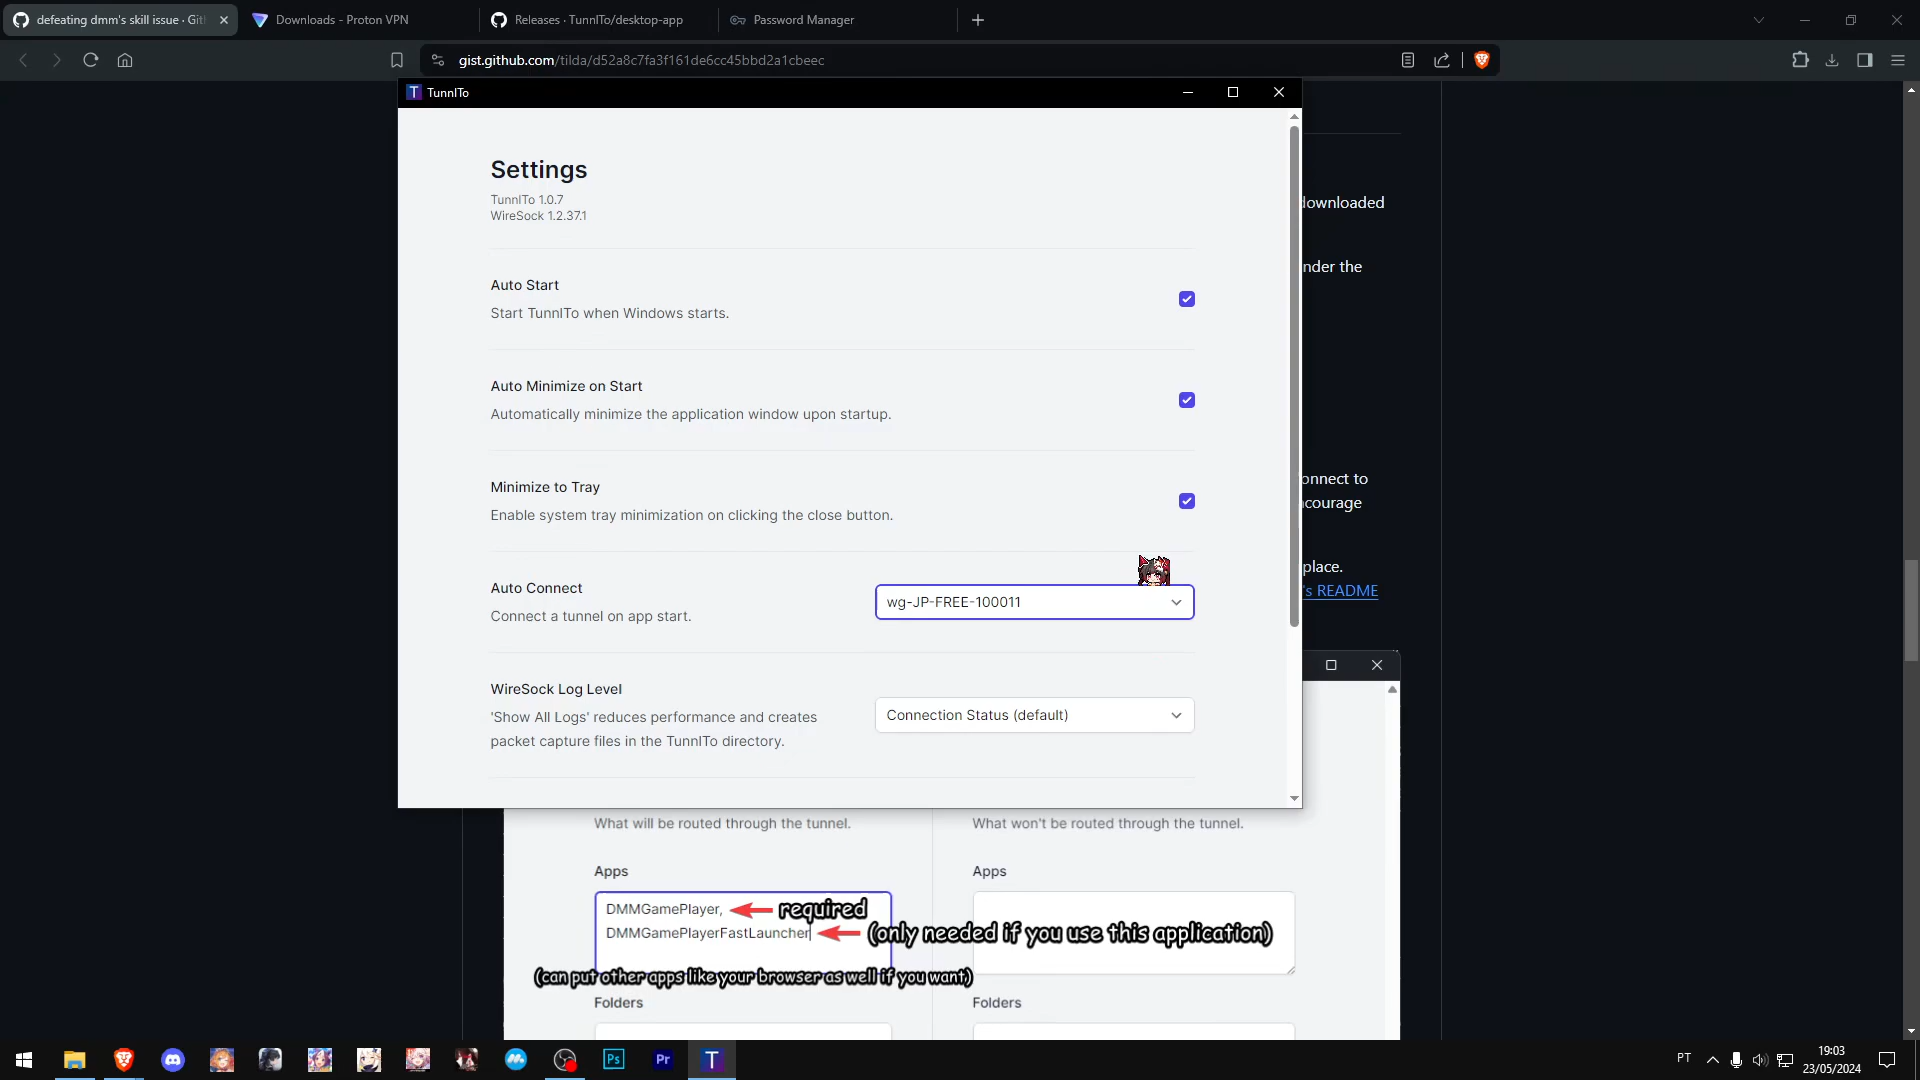 defeating dmm's skill issue · Git
Downloads - Proton VPN
Releases · TunnlTo/desktop-app
Password Manager
gist.github.com/tilda/d52a8c7fa3f161de6cc45bbd2a1cbeec
TunnlTo
Settings
TunnlTo 1.0.7
WireSock 1.2.37.1
Auto Start
Start TunnlTo when Windows starts.
Auto Minimize on Start
Automatically minimize the application window upon startup.
Minimize to Tray
Enable system tray minimization on clicking the close button.
Auto Connect
Connect a tunnel on app start.
wg-JP-FREE-100011
WireSock Log Level
'Show All Logs' reduces performance and creates
packet capture files in the TunnlTo directory.
Connection Status (default)
downloaded
nder the
onnect to
courage
place.
's README
What will be routed through the tunnel.
What won't be routed through the tunnel.
Apps
Apps
DMMGamePlayer,
required
DMMGamePlayerFastLauncher
(only needed if you use this application)
(can put other apps like your browser as well if you want)
Folders
Folders
Ps
Pr
T
PT
19:03
23/05/2024